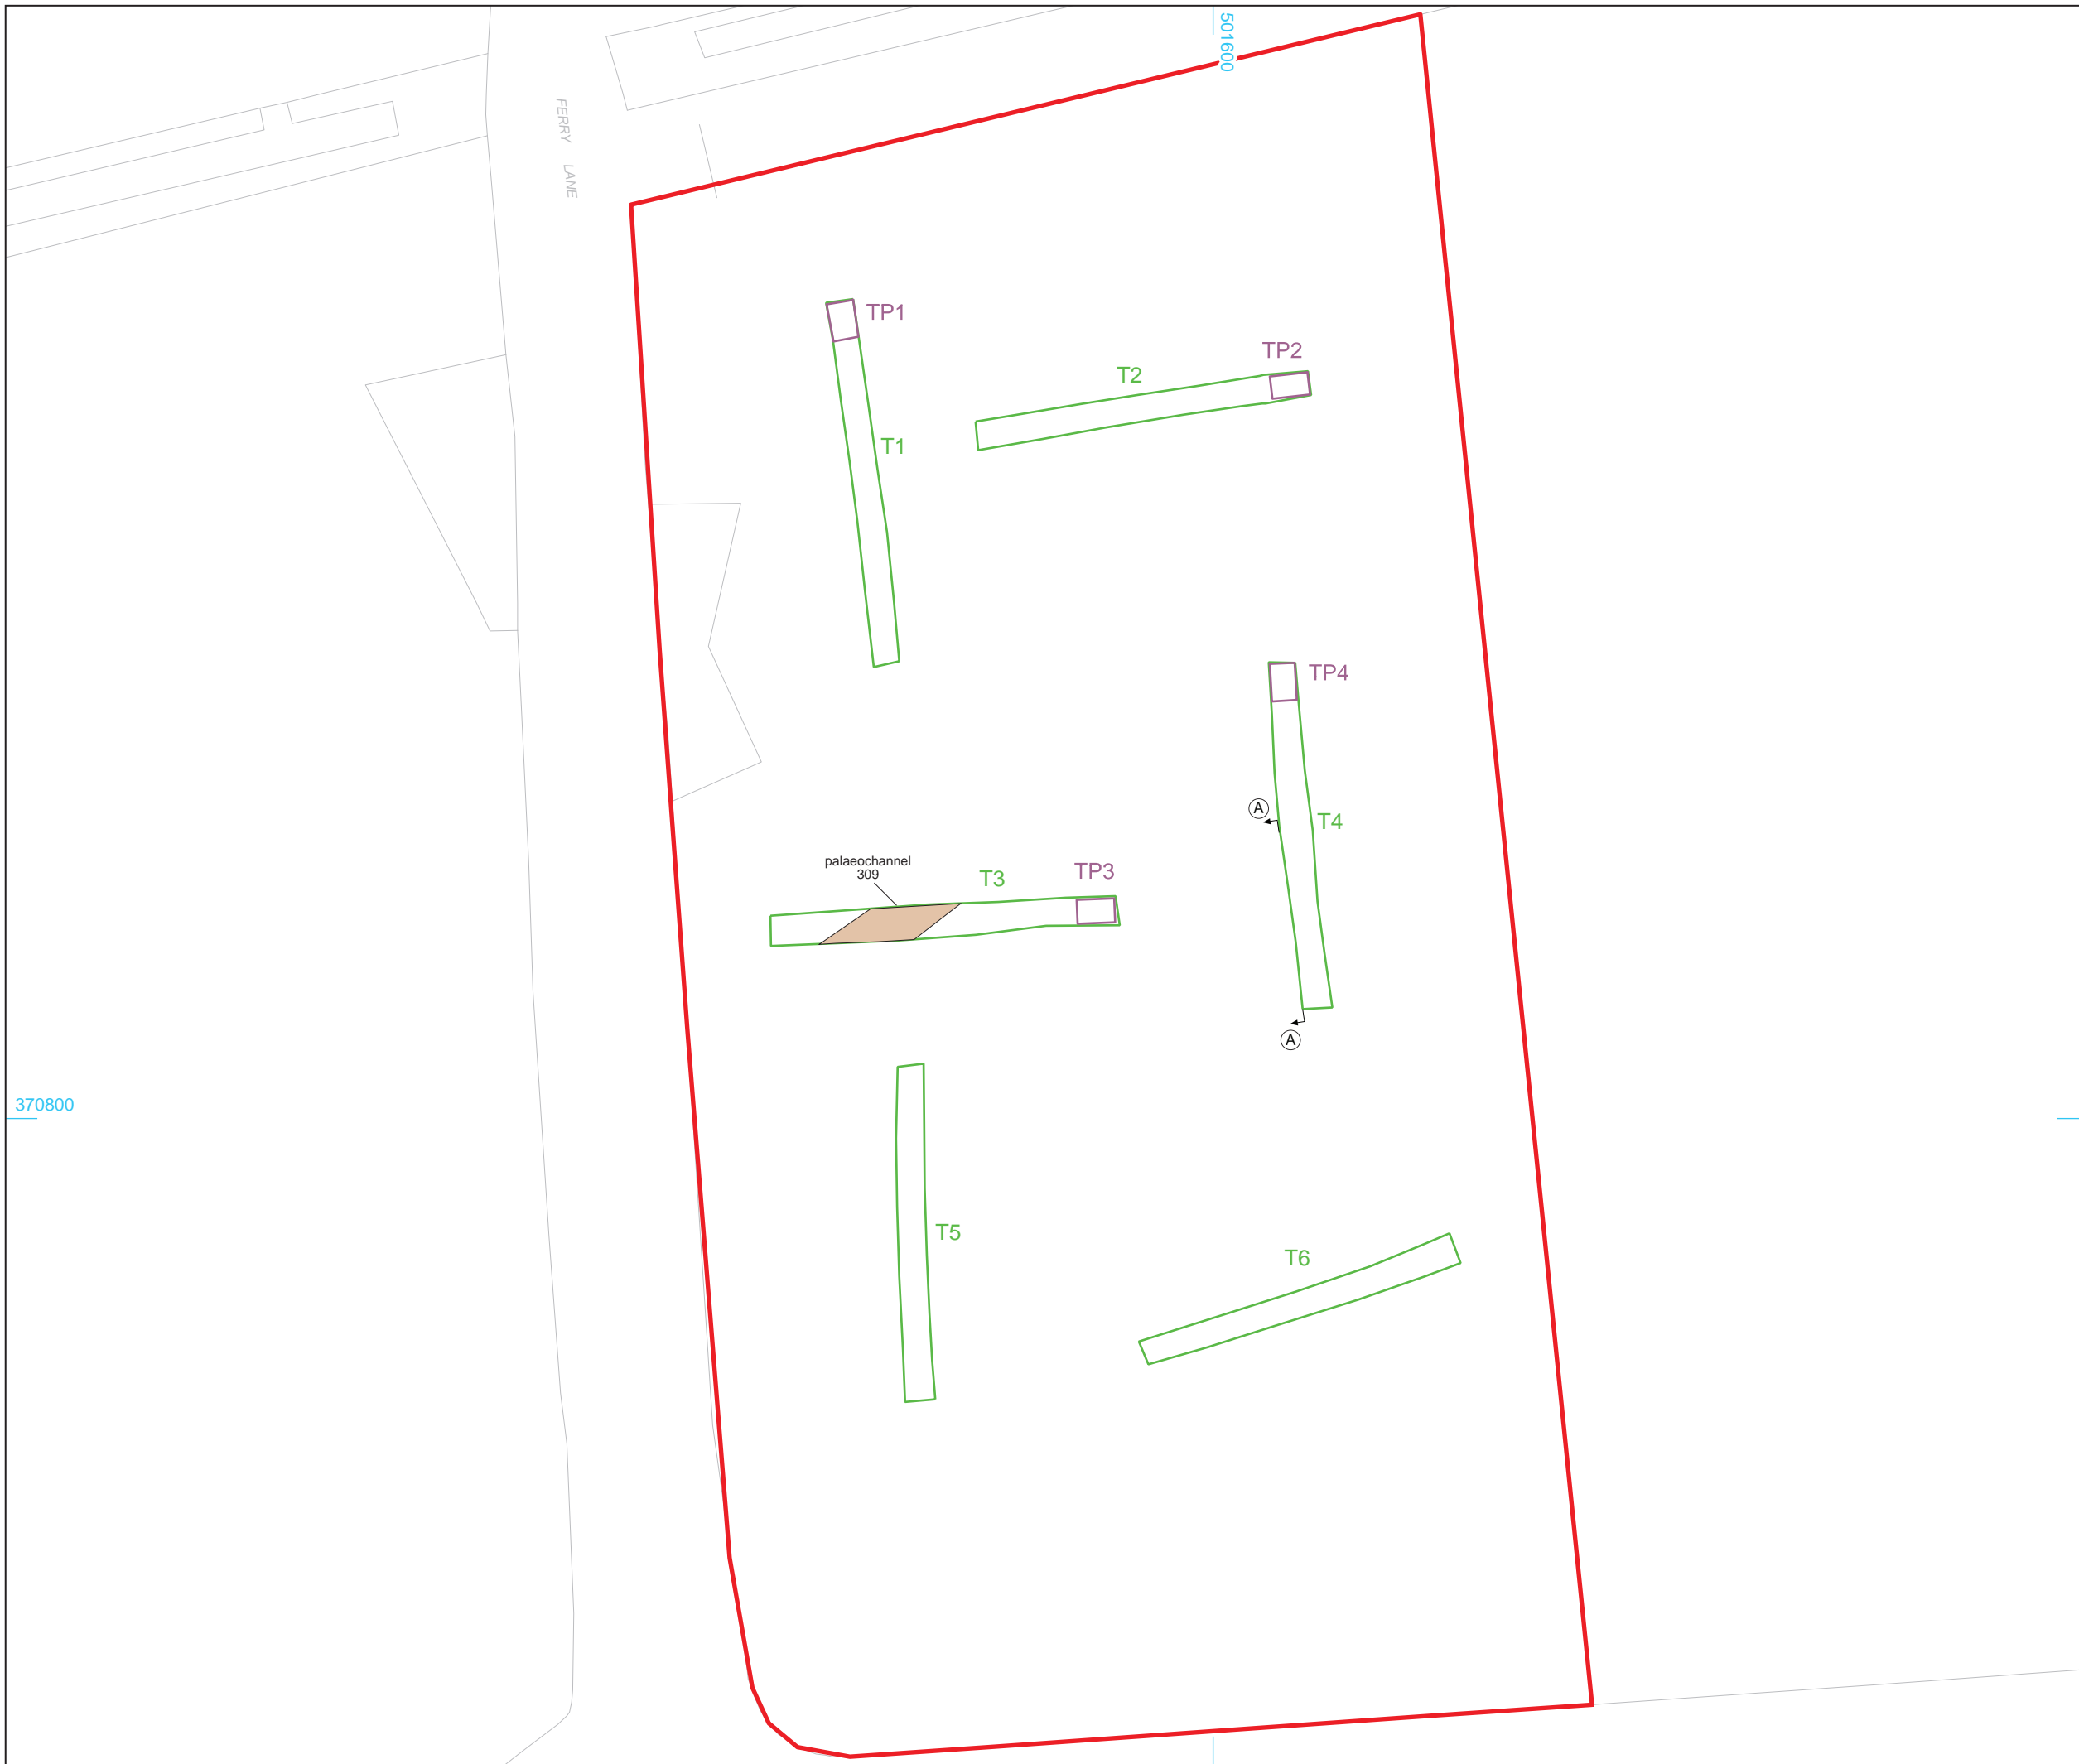 501600
FERRY LANE
TP1
TP2
T2
T1
TP4
A
T4
palaeochannel
309
T3
TP3
A
370800
T5
T6